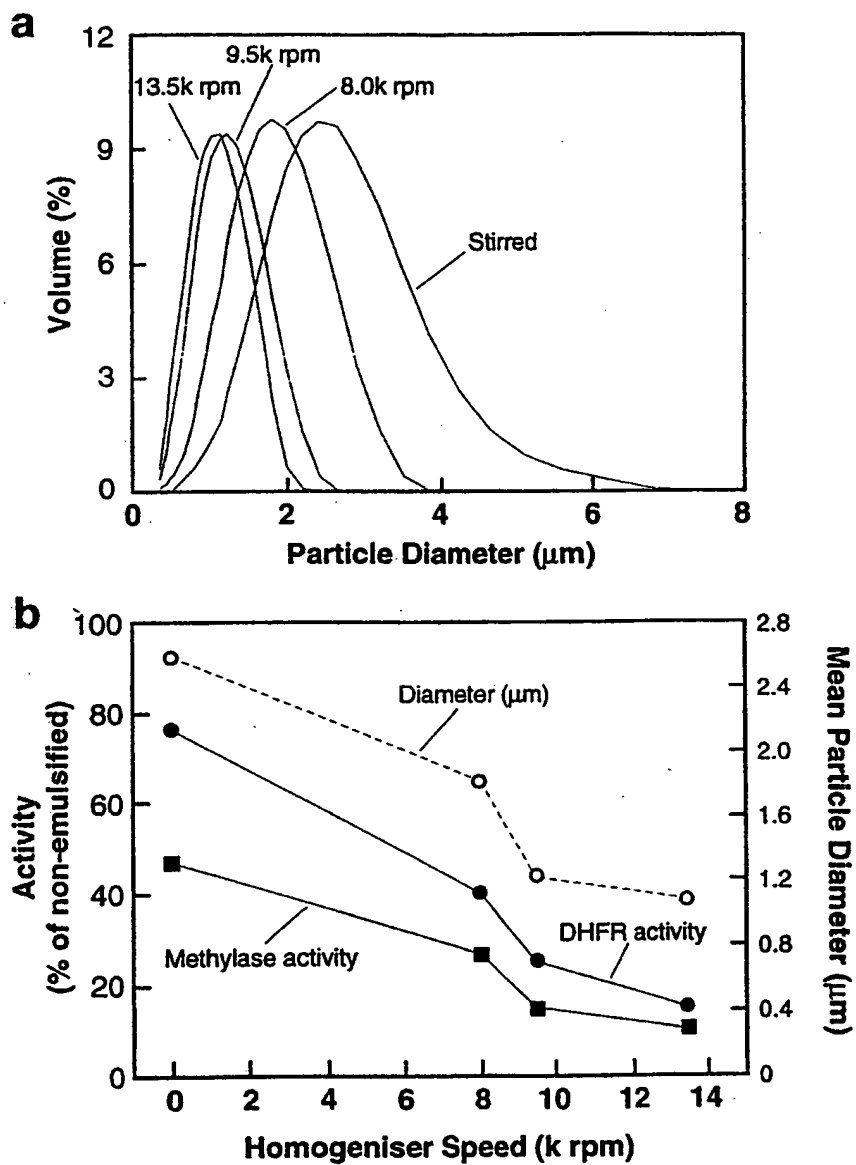 a
12
9
6
3
0
Volume (%)
13.5k rpm
9.5k rpm
8.0k rpm
Stirred
0 2 4 6 8
Particle Diameter (μm)
b
100
80
60
40
20
0
Activity
(% of non-emulsified)
2.8
2.4
2.0
1.6
1.2
0.8
0.4
0
Mean Particle
Diameter (μm)
Diameter (μm)
DHFR activity
Methylase activity
0 2 4 6 8 10 12 14
Homogeniser Speed (k rpm)